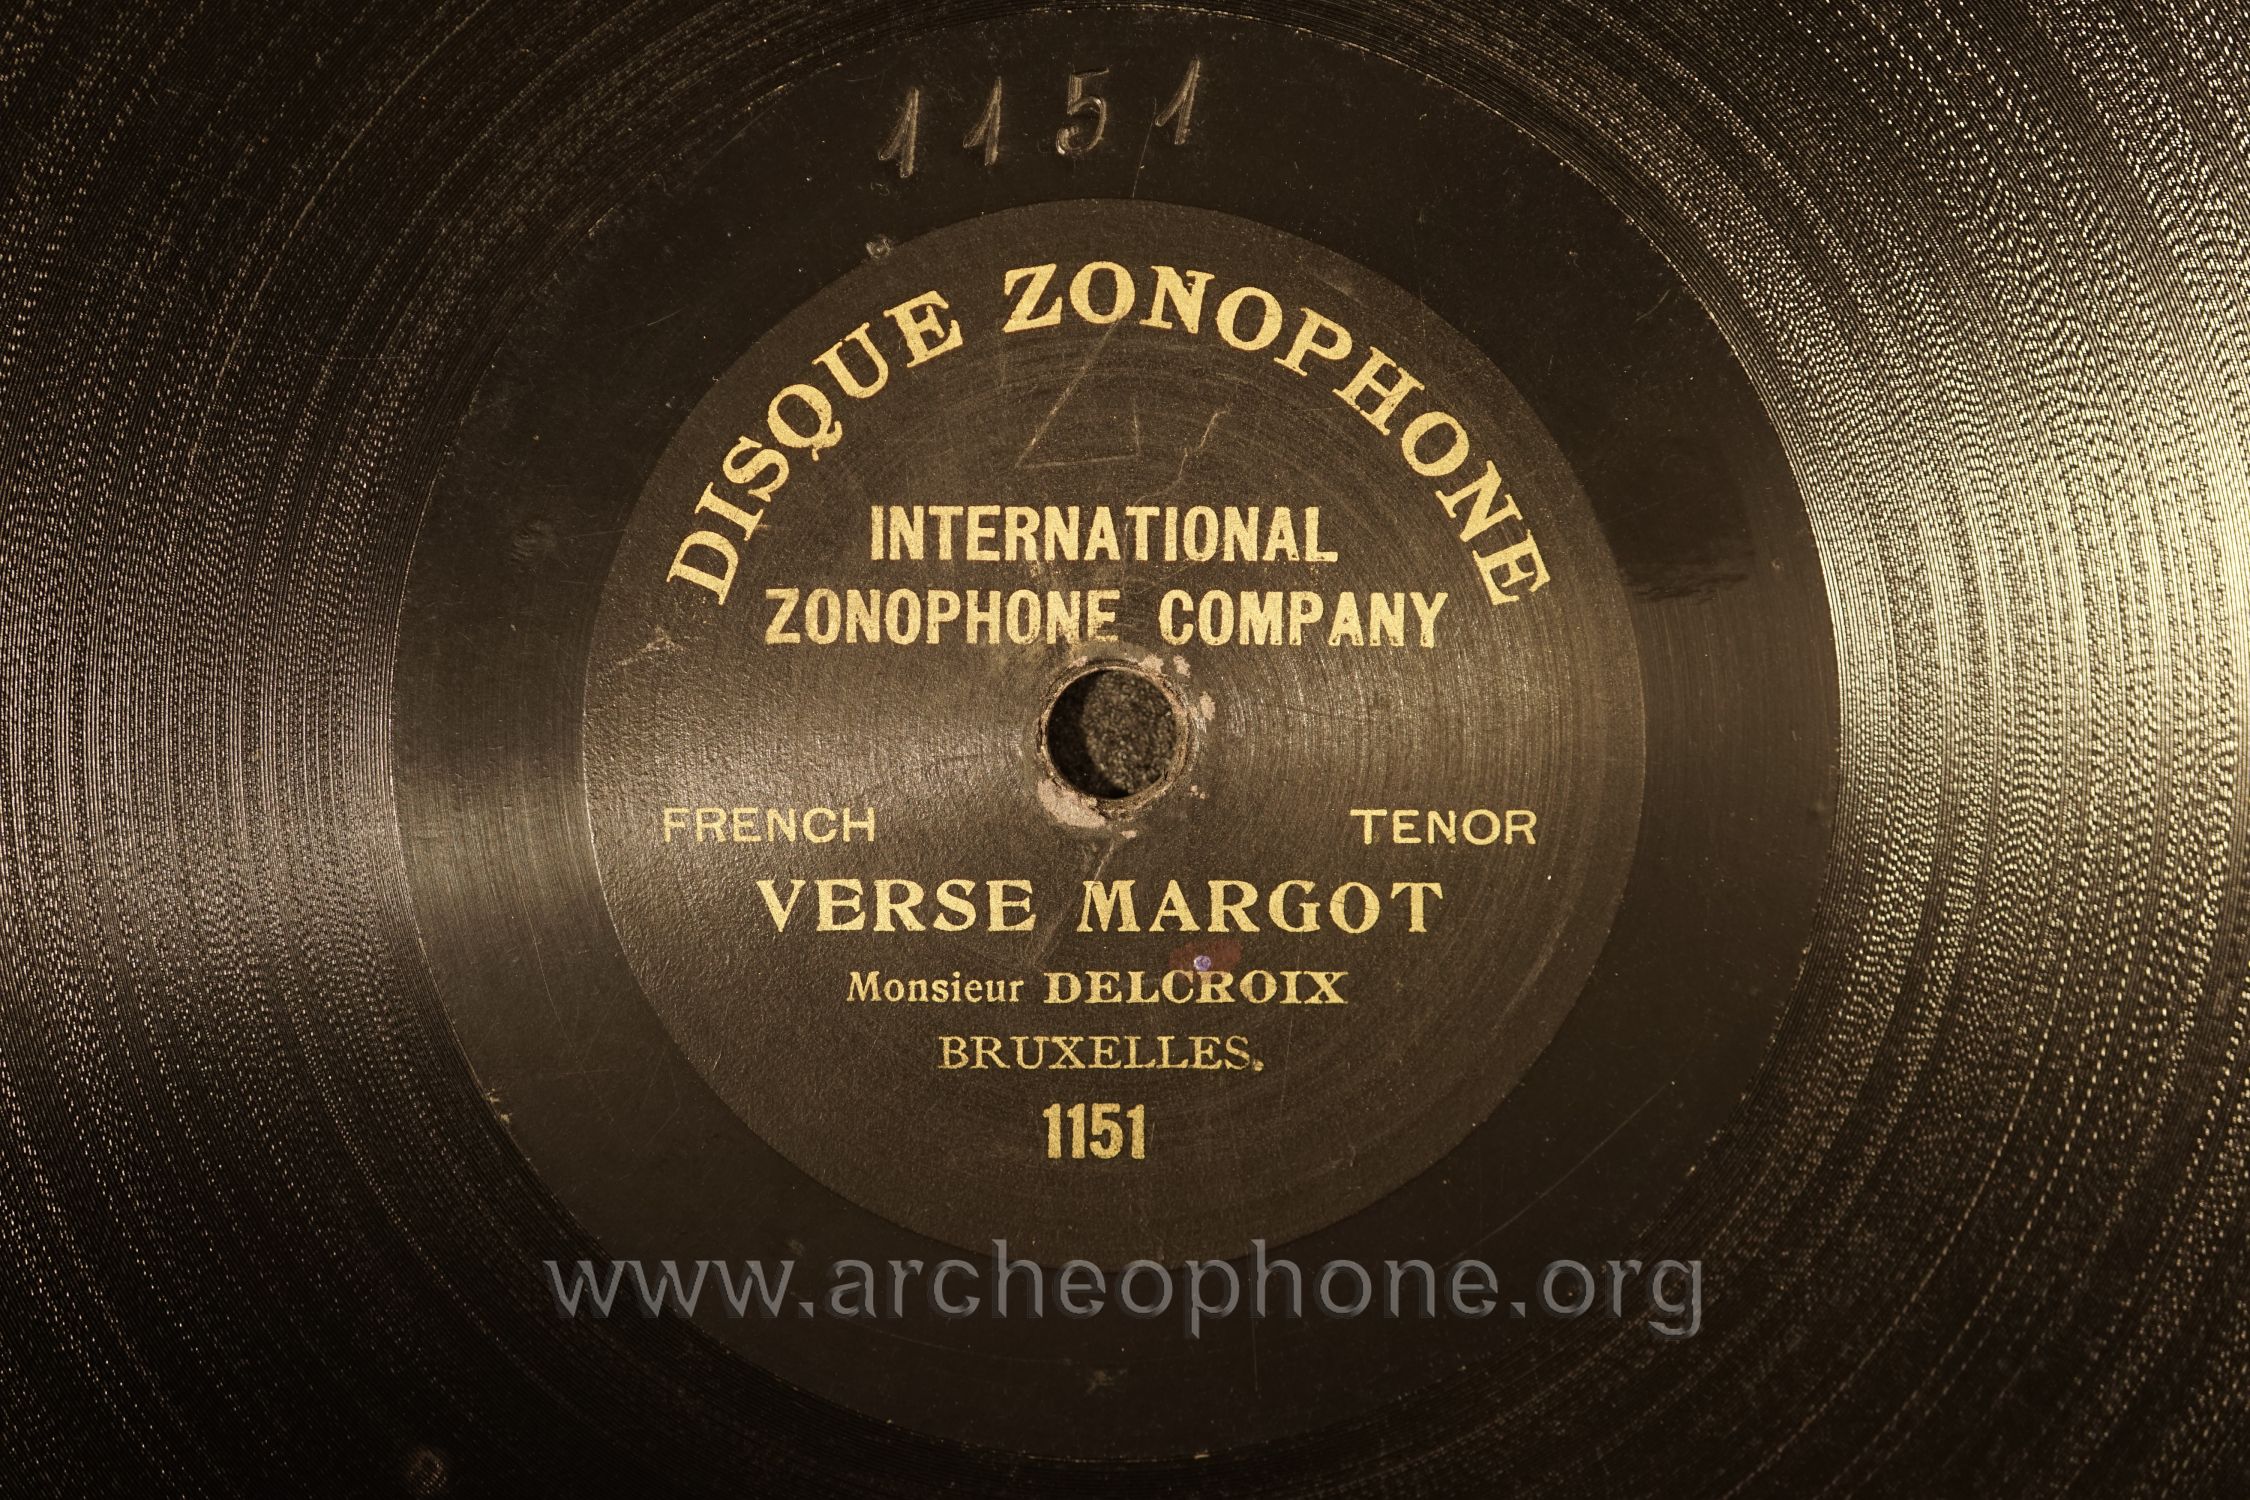 1151
DISQUE ZONOPHONE
INTERNATIONAL
ZONOPHONE COMPANY
FRENCH TENOR
VERSE MARGOT
Monsieur DELCROIX
BRUXELLES.
1151
www.archeophone.org